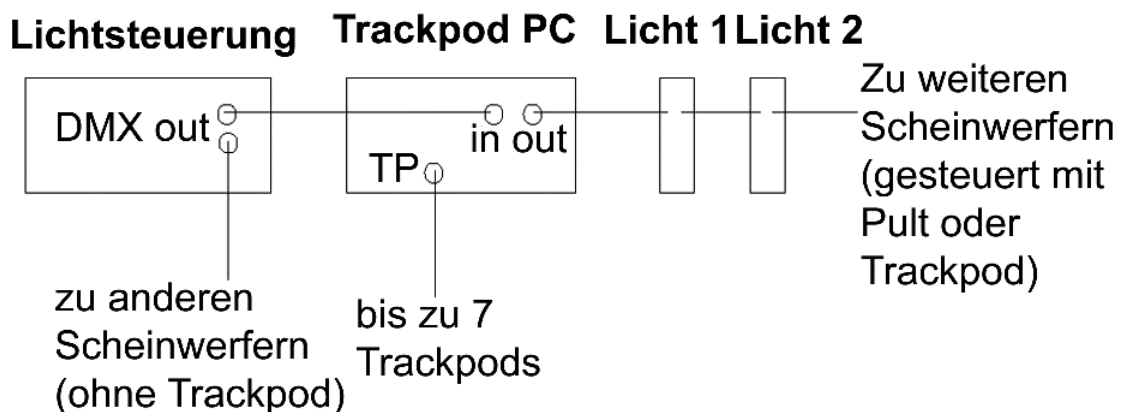 Lichtsteuerung
Trackpod PC
Licht 1
Licht 2
DMX out
in out
TP
Zu weiteren
Scheinwerfern
(gesteuert mit
Pult oder
Trackpod)
zu anderen
Scheinwerfern
(ohne Trackpod)
bis zu 7
Trackpods